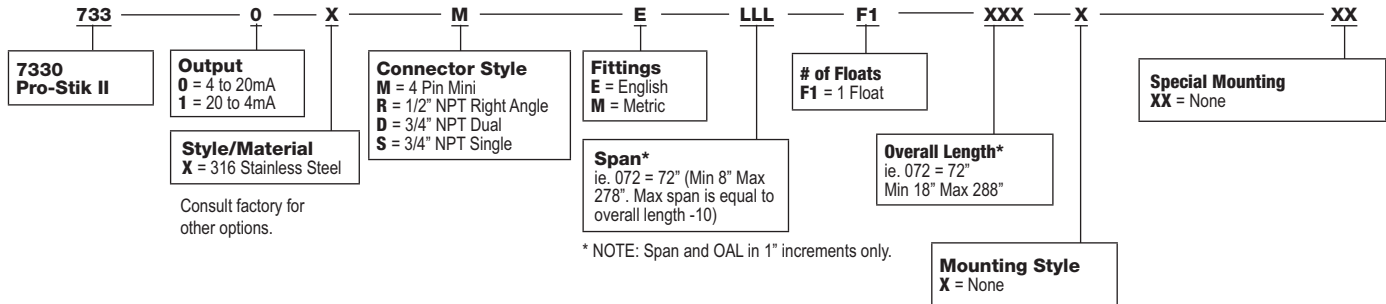 733 0 X M E LLL F1 XXX X XX
7330
Pro-Stik II
Output
0 = 4 to 20mA
1 = 20 to 4mA
Style/Material
X = 316 Stainless Steel
Consult factory for
other options.
Connector Style
M = 4 Pin Mini
R = 1/2” NPT Right Angle
D = 3/4” NPT Dual
S = 3/4” NPT Single
Fittings
E = English
M = Metric
Span*
ie. 072 = 72” (Min 8” Max
278”. Max span is equal to
overall length -10)
* NOTE: Span and OAL in 1” increments only.
# of Floats
F1 = 1 Float
Overall Length*
ie. 072 = 72”
Min 18” Max 288”
Mounting Style
X = None
Special Mounting
XX = None